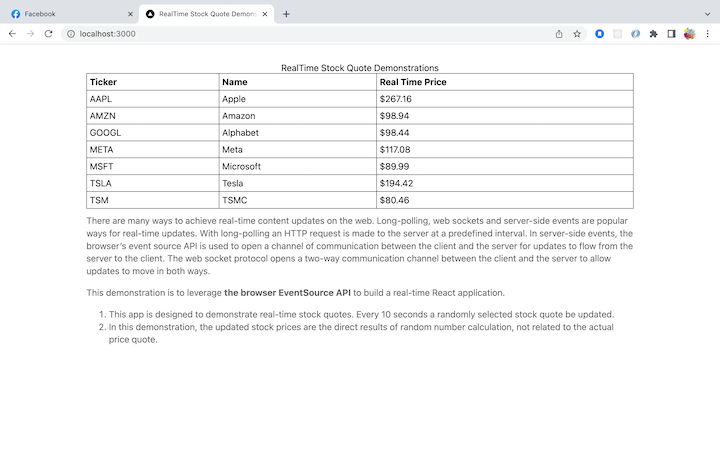 Facebook
RealTime Stock Quote Demons
localhost:3000
RealTime Stock Quote Demonstrations
Ticker Name Real Time Price
AAPL Apple $267.16
AMZN Amazon $98.94
GOOGL Alphabet $98.44
META Meta $117.08
MSFT Microsoft $89.99
TSLA Tesla $194.42
TSM TSMC $80.46
There are many ways to achieve real-time content updates on the web. Long-polling, web sockets and server-side events are popular
ways for real-time updates. With long-polling an HTTP request is made to the server at a predefined interval. In server-side events, the
browser's event source API is used to open a channel of communication between the client and the server for updates to flow from the
server to the client. The web socket protocol opens a two-way communication channel between the client and the server to allow
updates to move in both ways.
This demonstration is to leverage the browser EventSource API to build a real-time React application.
1. This app is designed to demonstrate real-time stock quotes. Every 10 seconds a randomly selected stock quote be updated.
2. In this demonstration, the updated stock prices are the direct results of random number calculation, not related to the actual
price quote.